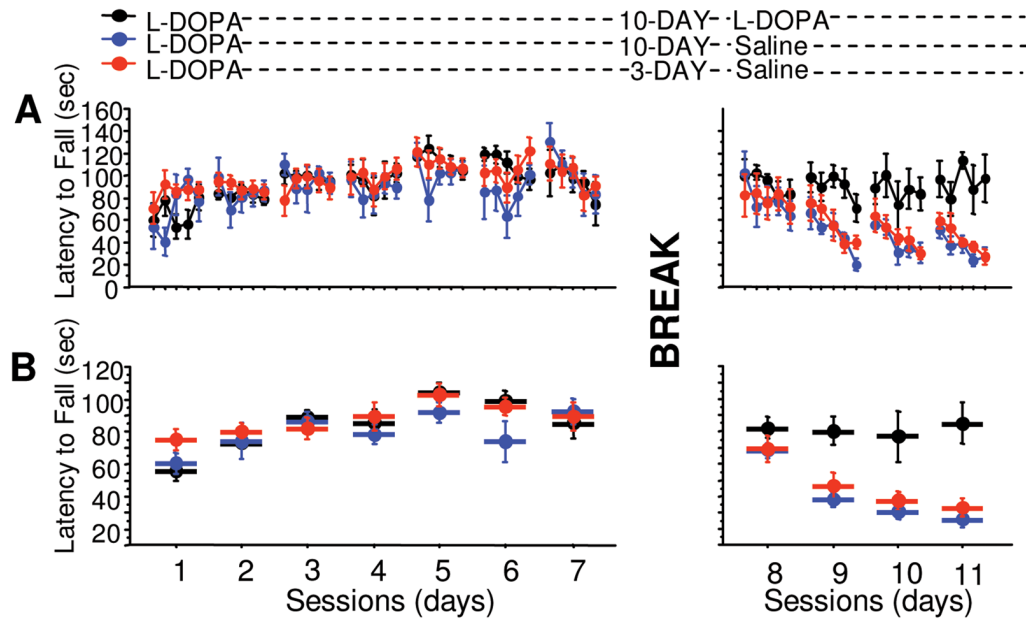 L-DOPA 10-DAY L-DOPA
L-DOPA 10-DAY Saline
L-DOPA 3-DAY Saline
A
Latency to Fall (sec)
160
140
120
100
80
60
40
20
0
BREAK
B
Latency to Fall (sec)
120
100
80
60
40
20
1 2 3 4 5 6 7 8 9 10 11
Sessions (days) Sessions (days)